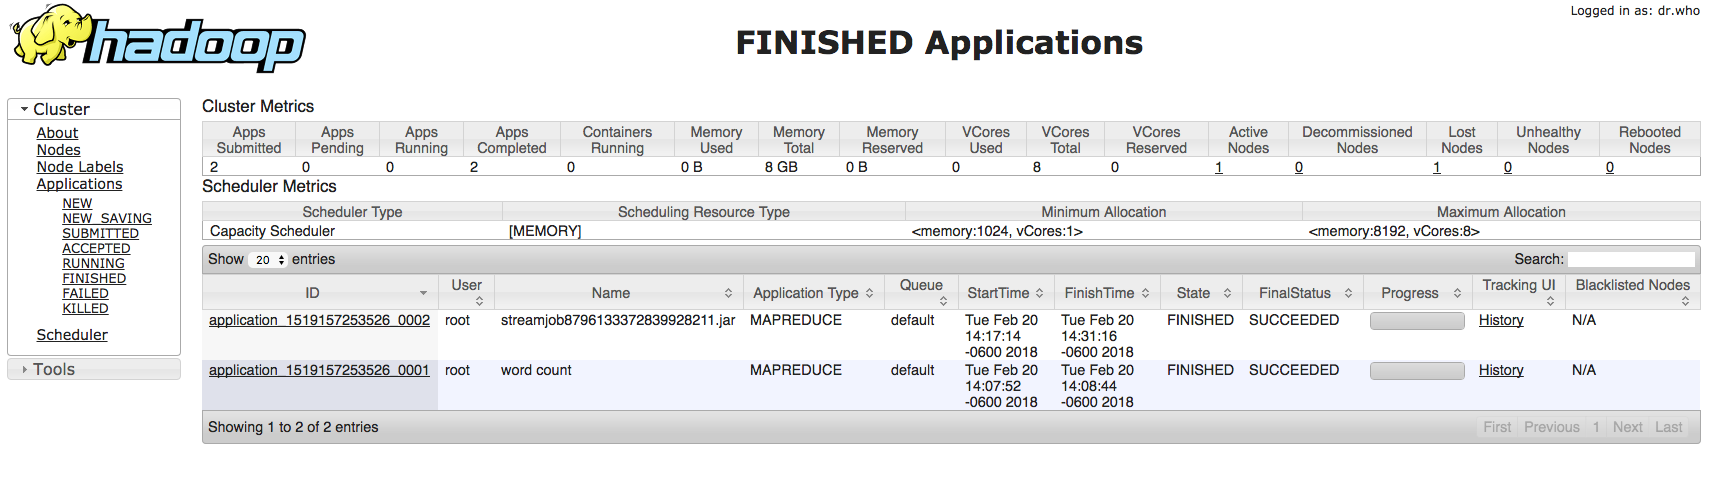 Logged in as: dr.who
hadoop
FINISHED Applications
Cluster
About
Nodes
Node Labels
Applications
NEW
NEW_SAVING
SUBMITTED
ACCEPTED
RUNNING
FINISHED
FAILED
KILLED
Scheduler
Tools
Cluster Metrics
Apps Submitted Apps Pending Apps Running Apps Completed Containers Running Memory Used Memory Total Memory Reserved VCores Used VCores Total VCores Reserved Active Nodes Decommissioned Nodes Lost Nodes Unhealthy Nodes Rebooted Nodes
2 0 0 2 0 0 B 8 GB 0 B 0 8 0 1 0 1 0 0
Scheduler Metrics
Scheduler Type Scheduling Resource Type Minimum Allocation Maximum Allocation
Capacity Scheduler [MEMORY] <memory:1024, vCores:1> <memory:8192, vCores:8>
Show 20 entries Search:
ID User Name Application Type Queue StartTime FinishTime State FinalStatus Progress Tracking UI Blacklisted Nodes
application_1519157253526_0002 root streamjob8796133372839928211.jar MAPREDUCE default Tue Feb 20 14:17:14 -0600 2018 Tue Feb 20 14:31:16 -0600 2018 FINISHED SUCCEEDED History N/A
application_1519157253526_0001 root word count MAPREDUCE default Tue Feb 20 14:07:52 -0600 2018 Tue Feb 20 14:08:44 -0600 2018 FINISHED SUCCEEDED History N/A
Showing 1 to 2 of 2 entries First Previous 1 Next Last